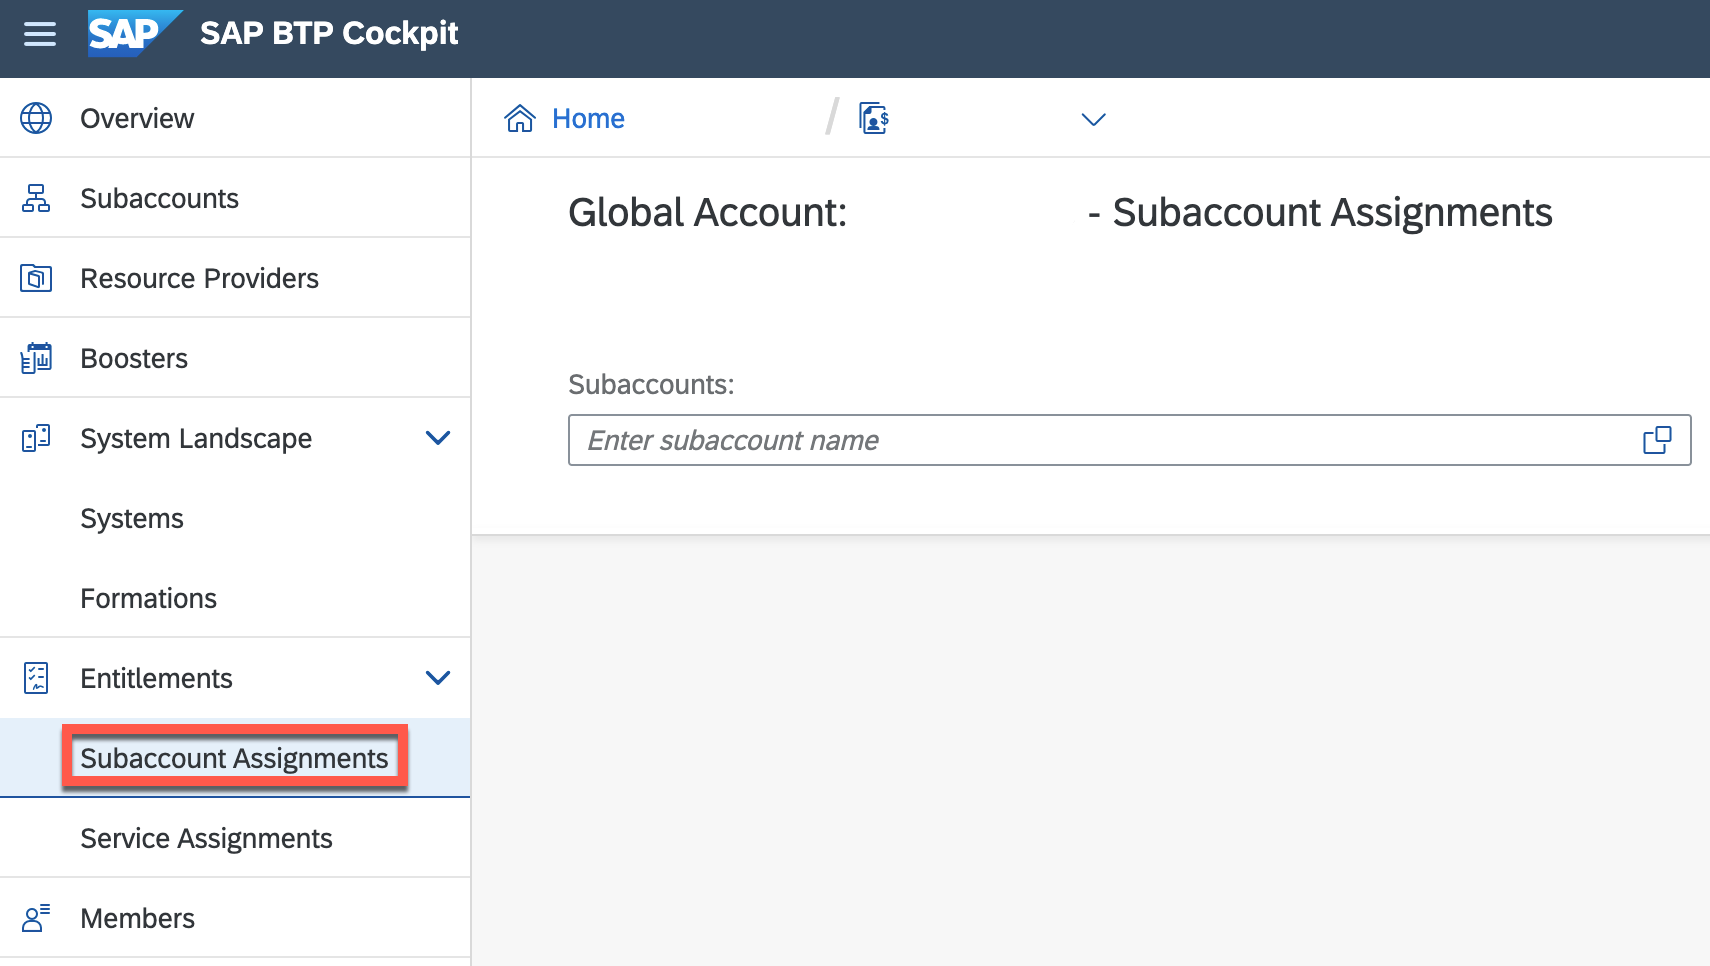 SAP SAP BTP Cockpit
Overview
Subaccounts
Resource Providers
Boosters
System Landscape
Systems
Formations
Entitlements
Subaccount Assignments
Service Assignments
Members
Home /
Global Account: - Subaccount Assignments
Subaccounts:
Enter subaccount name